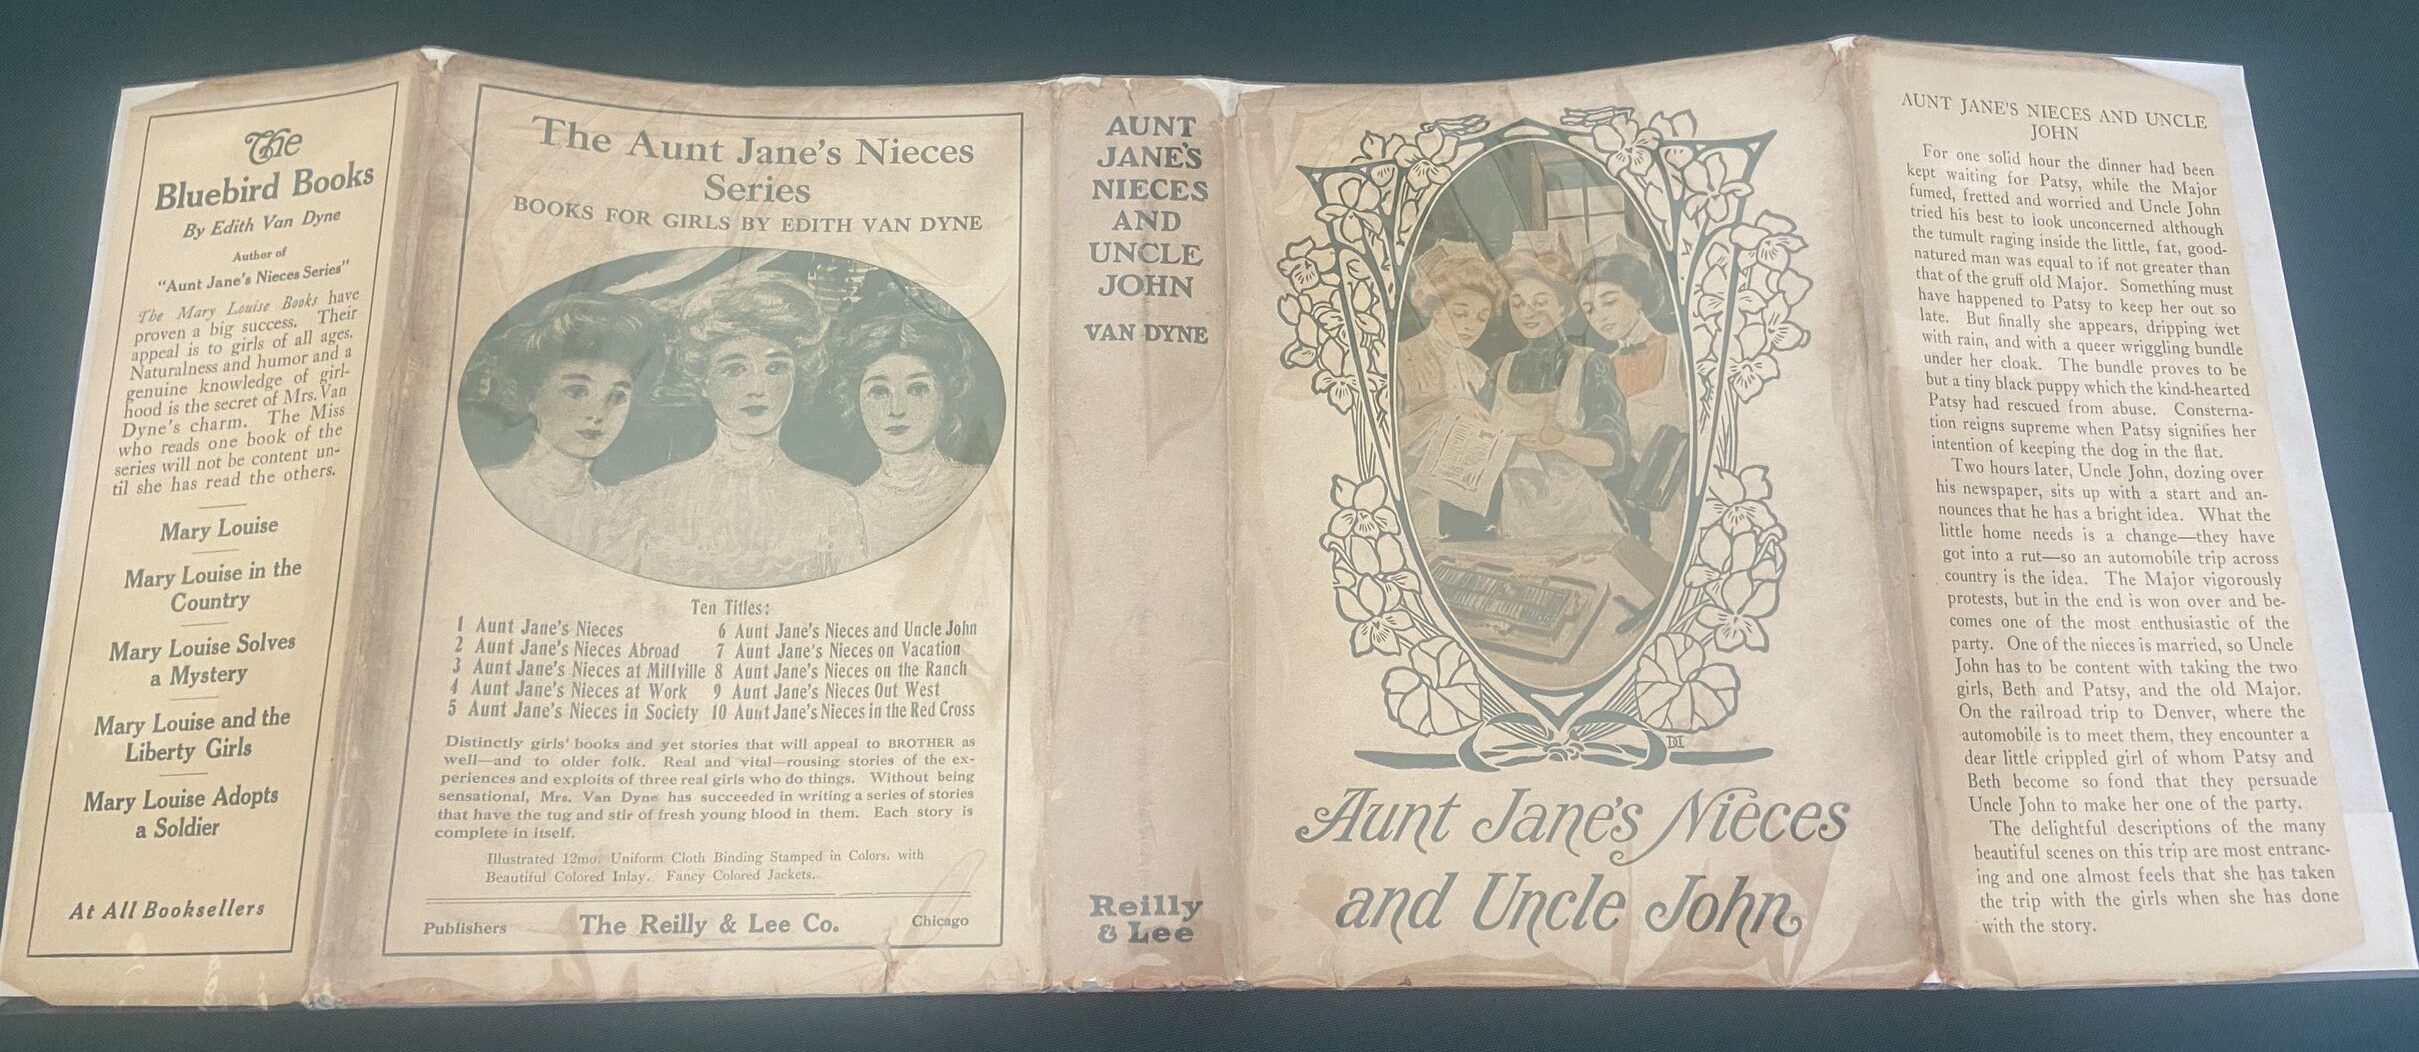 The
Bluebird Books
By Edith Van Dyne
Author of
"Aunt Jane's Nieces Series"
The Mary Louise Books have
proven a big success. Their
appeal is to girls of all ages.
Naturalness and humor and a
genuine knowledge of girl-
hood is the secret of Mrs. Van
Dyne's charm. The Miss
who reads one book of the
series will not be content un-
til she has read the others.
Mary Louise
Mary Louise in the
Country
Mary Louise Solves
a Mystery
Mary Louise and the
Liberty Girls
Mary Louise Adopts
a Soldier
At All Booksellers
The Aunt Jane's Nieces
Series
BOOKS FOR GIRLS BY EDITH VAN DYNE
Ten Titles:
1 Aunt Jane's Nieces
2 Aunt Jane's Nieces Abroad
3 Aunt Jane's Nieces at Millville
4 Aunt Jane's Nieces at Work
5 Aunt Jane's Nieces in Society
6 Aunt Jane's Nieces and Uncle John
7 Aunt Jane's Nieces on Vacation
8 Aunt Jane's Nieces on the Ranch
9 Aunt Jane's Nieces Out West
10 Aunt Jane's Nieces in the Red Cross
Distinctly girls' books and yet stories that will appeal to BROTHER as
well—and to older folk. Real and vital—rousing stories of the ex-
periences and exploits of three real girls who do things. Without being
sensational, Mrs. Van Dyne has succeeded in writing a series of stories
that have the tug and stir of fresh young blood in them. Each story is
complete in itself.
Illustrated 12mo. Uniform Cloth Binding Stamped in Colors, with
Beautiful Colored Inlay. Fancy Colored Jackets.
Publishers The Reilly & Lee Co. Chicago
AUNT
JANE'S
NIECES
AND
UNCLE
JOHN
VAN DYNE
Reilly
& Lee
Aunt Jane's Nieces
and Uncle John
AUNT JANE'S NIECES AND UNCLE
JOHN
For one solid hour the dinner had been
kept waiting for Patsy, while the Major
fumed, fretted and worried and Uncle John
tried his best to look unconcerned although
the tumult raging inside the little, fat, good-
natured man was equal to if not greater than
that of the gruff old Major. Something must
have happened to Patsy to keep her out so
late. But finally she appears, dripping wet
with rain, and with a queer wriggling bundle
under her cloak. The bundle proves to be
but a tiny black puppy which the kind-hearted
Patsy had rescued from abuse. Consterna-
tion reigns supreme when Patsy signifies her
intention of keeping the dog in the flat.
Two hours later, Uncle John, dozing over
his newspaper, sits up with a start and an-
nounces that he has a bright idea. What the
little home needs is a change—they have
got into a rut—so an automobile trip across
country is the idea. The Major vigorously
protests, but in the end is won over and be-
comes one of the most enthusiastic of the
party. One of the nieces is married, so Uncle
John has to be content with taking the two
girls, Beth and Patsy, and the old Major.
On the railroad trip to Denver, where the
automobile is to meet them, they encounter a
dear little crippled girl of whom Patsy and
Beth become so fond that they persuade
Uncle John to make her one of the party.
The delightful descriptions of the many
beautiful scenes on this trip are most entranc-
ing and one almost feels that she has taken
the trip with the girls when she has done
with the story.